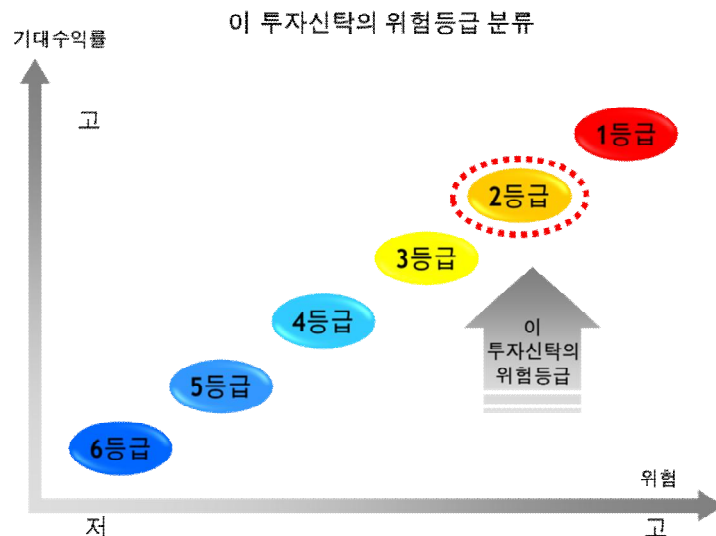 이 투자신탁의 위험등급 분류
기대수익률
고
1등급
2등급
3등급
4등급
이
투자신탁의
위험등급
5등급
6등급
위험
저
고